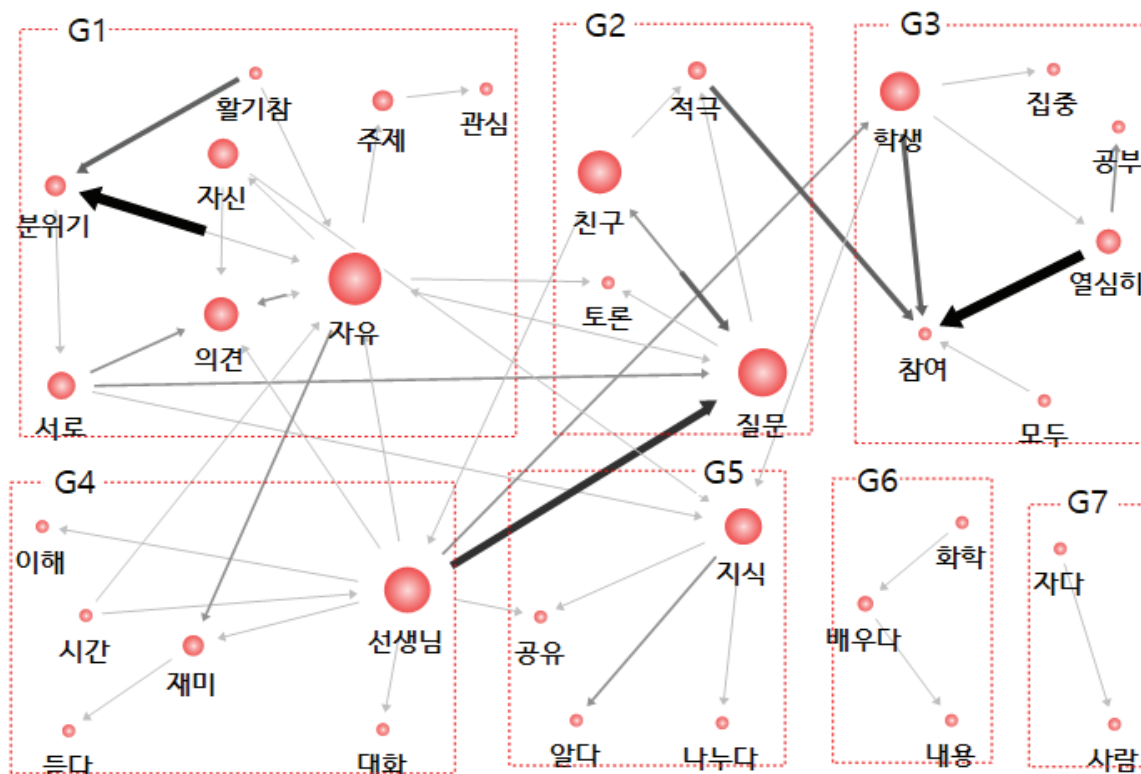 G1
활기참
주제
관심
자신
분위기
의견
자유
서로
G2
적극
친구
토론
질문
G3
학생
집중
공부
열심히
참여
모두
G4
이해
시간
재미
선생님
듣다
대화
G5
지식
공유
알다
나누다
G6
화학
배우다
내용
G7
자다
사람